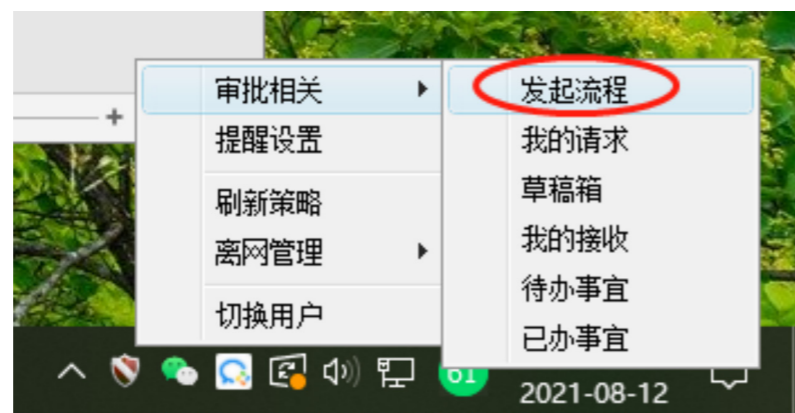 审批相关
提醒设置
刷新策略
离网管理
切换用户
发起流程
我的请求
草稿箱
我的接收
待办事宜
已办事宜
61
2021-08-12